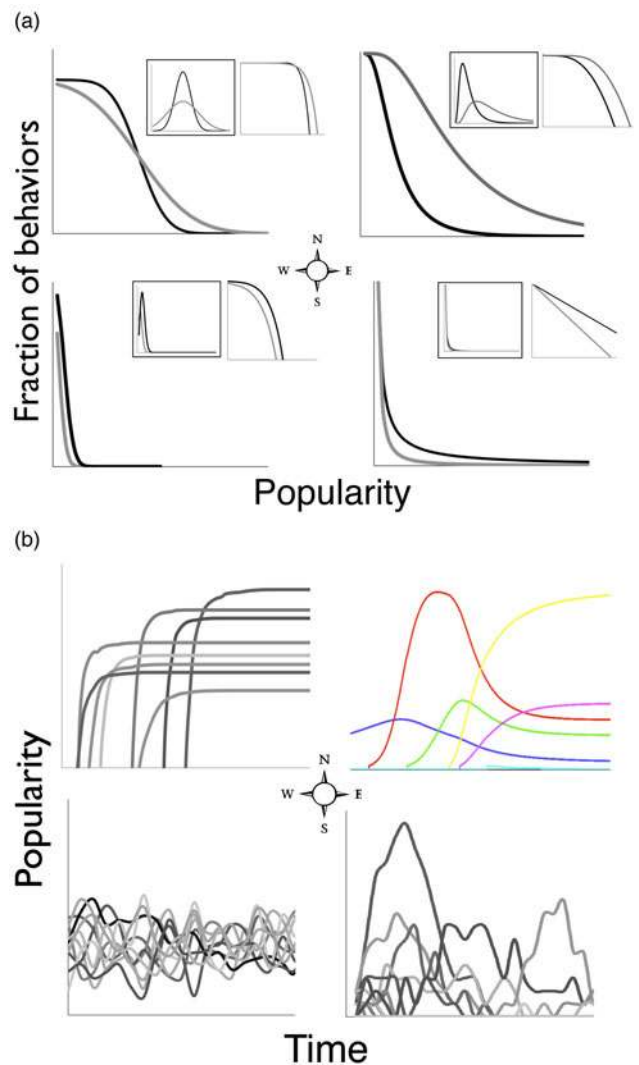 (a)
Fraction of behaviors
N
W E
S
Popularity
(b)
Popularity
N
W E
S
Time